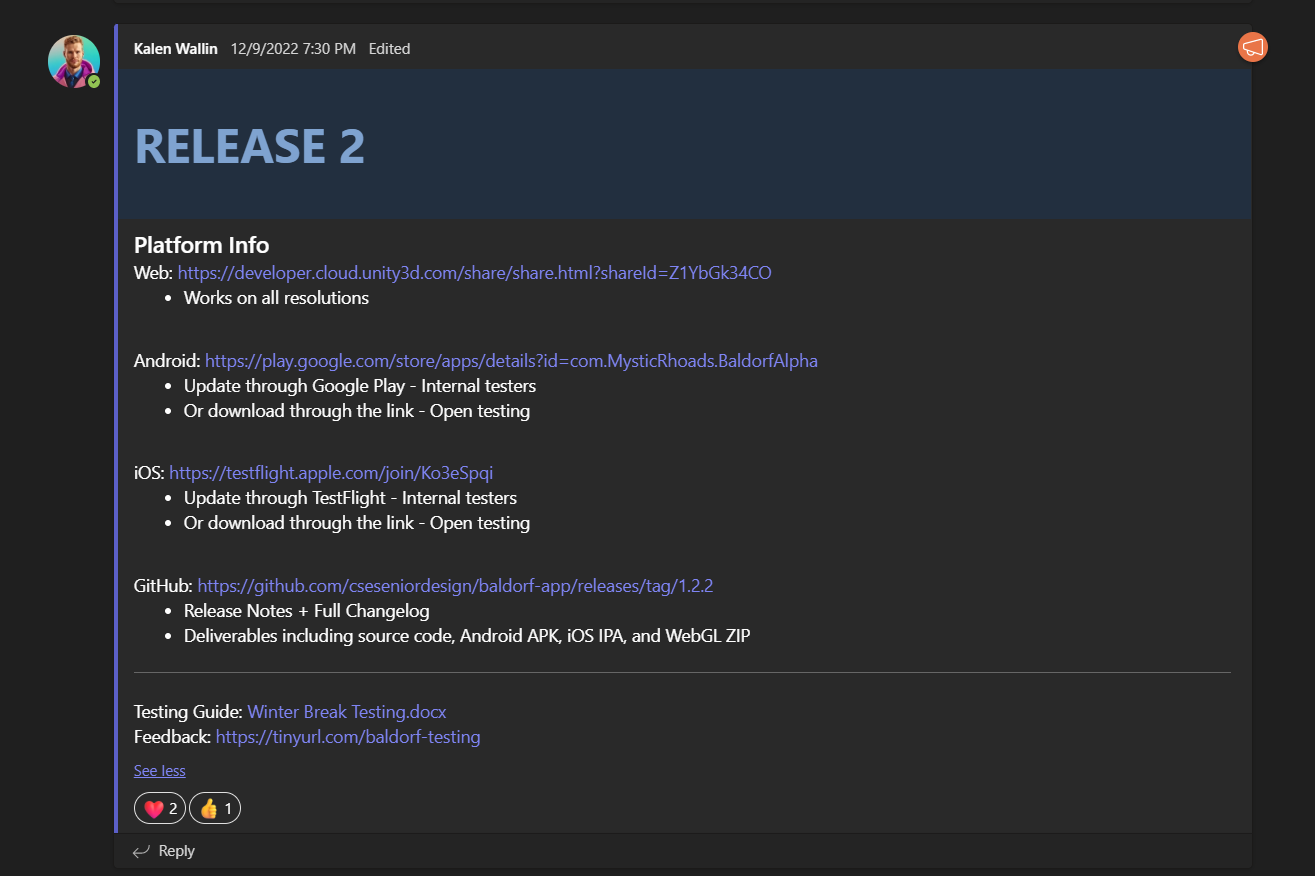 Kalen Wallin 12/9/2022 7:30 PM Edited
RELEASE 2
Platform Info
Web: https://developer.cloud.unity3d.com/share/share.html?shareId=Z1YbGk34CO
• Works on all resolutions
Android: https://play.google.com/store/apps/details?id=com.MysticRhoads.BaldorfAlpha
• Update through Google Play - Internal testers
• Or download through the link - Open testing
iOS: https://testflight.apple.com/join/Ko3eSpqi
• Update through TestFlight - Internal testers
• Or download through the link - Open testing
GitHub: https://github.com/cseseniordesign/baldorf-app/releases/tag/1.2.2
• Release Notes + Full Changelog
• Deliverables including source code, Android APK, iOS IPA, and WebGL ZIP
Testing Guide: Winter Break Testing.docx
Feedback: https://tinyurl.com/baldorf-testing
See less
❤️ 2 👍 1
Reply